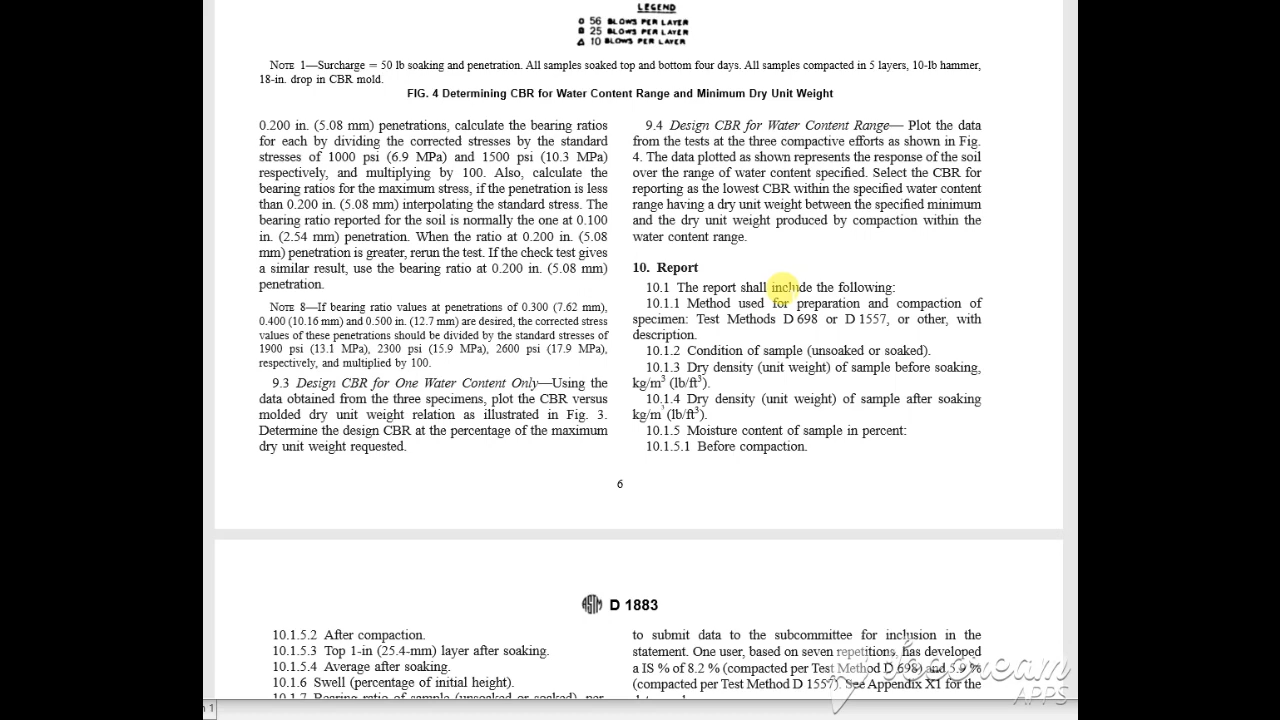 LEGEND
O 56 BLOWS PER LAYER
25 BLOWS PER LAYER
Δ 10 BLOWS PER LAYER
NOTE 1—Surcharge = 50 lb soaking and penetration. All samples soaked top and bottom four days. All samples compacted in 5 layers, 10-lb hammer,
18-in. drop in CBR mold.
FIG. 4 Determining CBR for Water Content Range and Minimum Dry Unit Weight
0.200 in. (5.08 mm) penetrations, calculate the bearing ratios
for each by dividing the corrected stresses by the standard
stresses of 1000 psi (6.9 MPa) and 1500 psi (10.3 MPa)
respectively, and multiplying by 100. Also, calculate the
bearing ratios for the maximum stress, if the penetration is less
than 0.200 in. (5.08 mm) interpolating the standard stress. The
bearing ratio reported for the soil is normally the one at 0.100
in. (2.54 mm) penetration. When the ratio at 0.200 in. (5.08
mm) penetration is greater, rerun the test. If the check test gives
a similar result, use the bearing ratio at 0.200 in. (5.08 mm)
penetration.
NOTE 8—If bearing ratio values at penetrations of 0.300 (7.62 mm),
0.400 (10.16 mm) and 0.500 in. (12.7 mm) are desired, the corrected stress
values of these penetrations should be divided by the standard stresses of
1900 psi (13.1 MPa), 2300 psi (15.9 MPa), 2600 psi (17.9 MPa),
respectively, and multiplied by 100.
9.3 Design CBR for One Water Content Only—Using the
data obtained from the three specimens, plot the CBR versus
molded dry unit weight relation as illustrated in Fig. 3.
Determine the design CBR at the percentage of the maximum
dry unit weight requested.
9.4 Design CBR for Water Content Range— Plot the data
from the tests at the three compactive efforts as shown in Fig.
4. The data plotted as shown represents the response of the soil
over the range of water content specified. Select the CBR for
reporting as the lowest CBR within the specified water content
range having a dry unit weight between the specified minimum
and the dry unit weight produced by compaction within the
water content range.
10. Report
10.1 The report shall include the following:
10.1.1 Method used for preparation and compaction of
specimen: Test Methods D 698 or D 1557, or other, with
description.
10.1.2 Condition of sample (unsoaked or soaked).
10.1.3 Dry density (unit weight) of sample before soaking,
kg/m³ (lb/ft³).
10.1.4 Dry density (unit weight) of sample after soaking
kg/m³ (lb/ft³).
10.1.5 Moisture content of sample in percent:
10.1.5.1 Before compaction.
6
ASTM D 1883
10.1.5.2 After compaction.
10.1.5.3 Top 1-in (25.4-mm) layer after soaking.
10.1.5.4 Average after soaking.
10.1.6 Swell (percentage of initial height).
10.1.7 Bearing ratio of sample (unsoaked or soaked), per
to submit data to the subcommittee for inclusion in the
statement. One user, based on seven repetitions, has developed
a IS % of 8.2 % (compacted per Test Method D 698) and 5.9 %
(compacted per Test Method D 1557). See Appendix X1 for the
Icecream
APPS
n 1